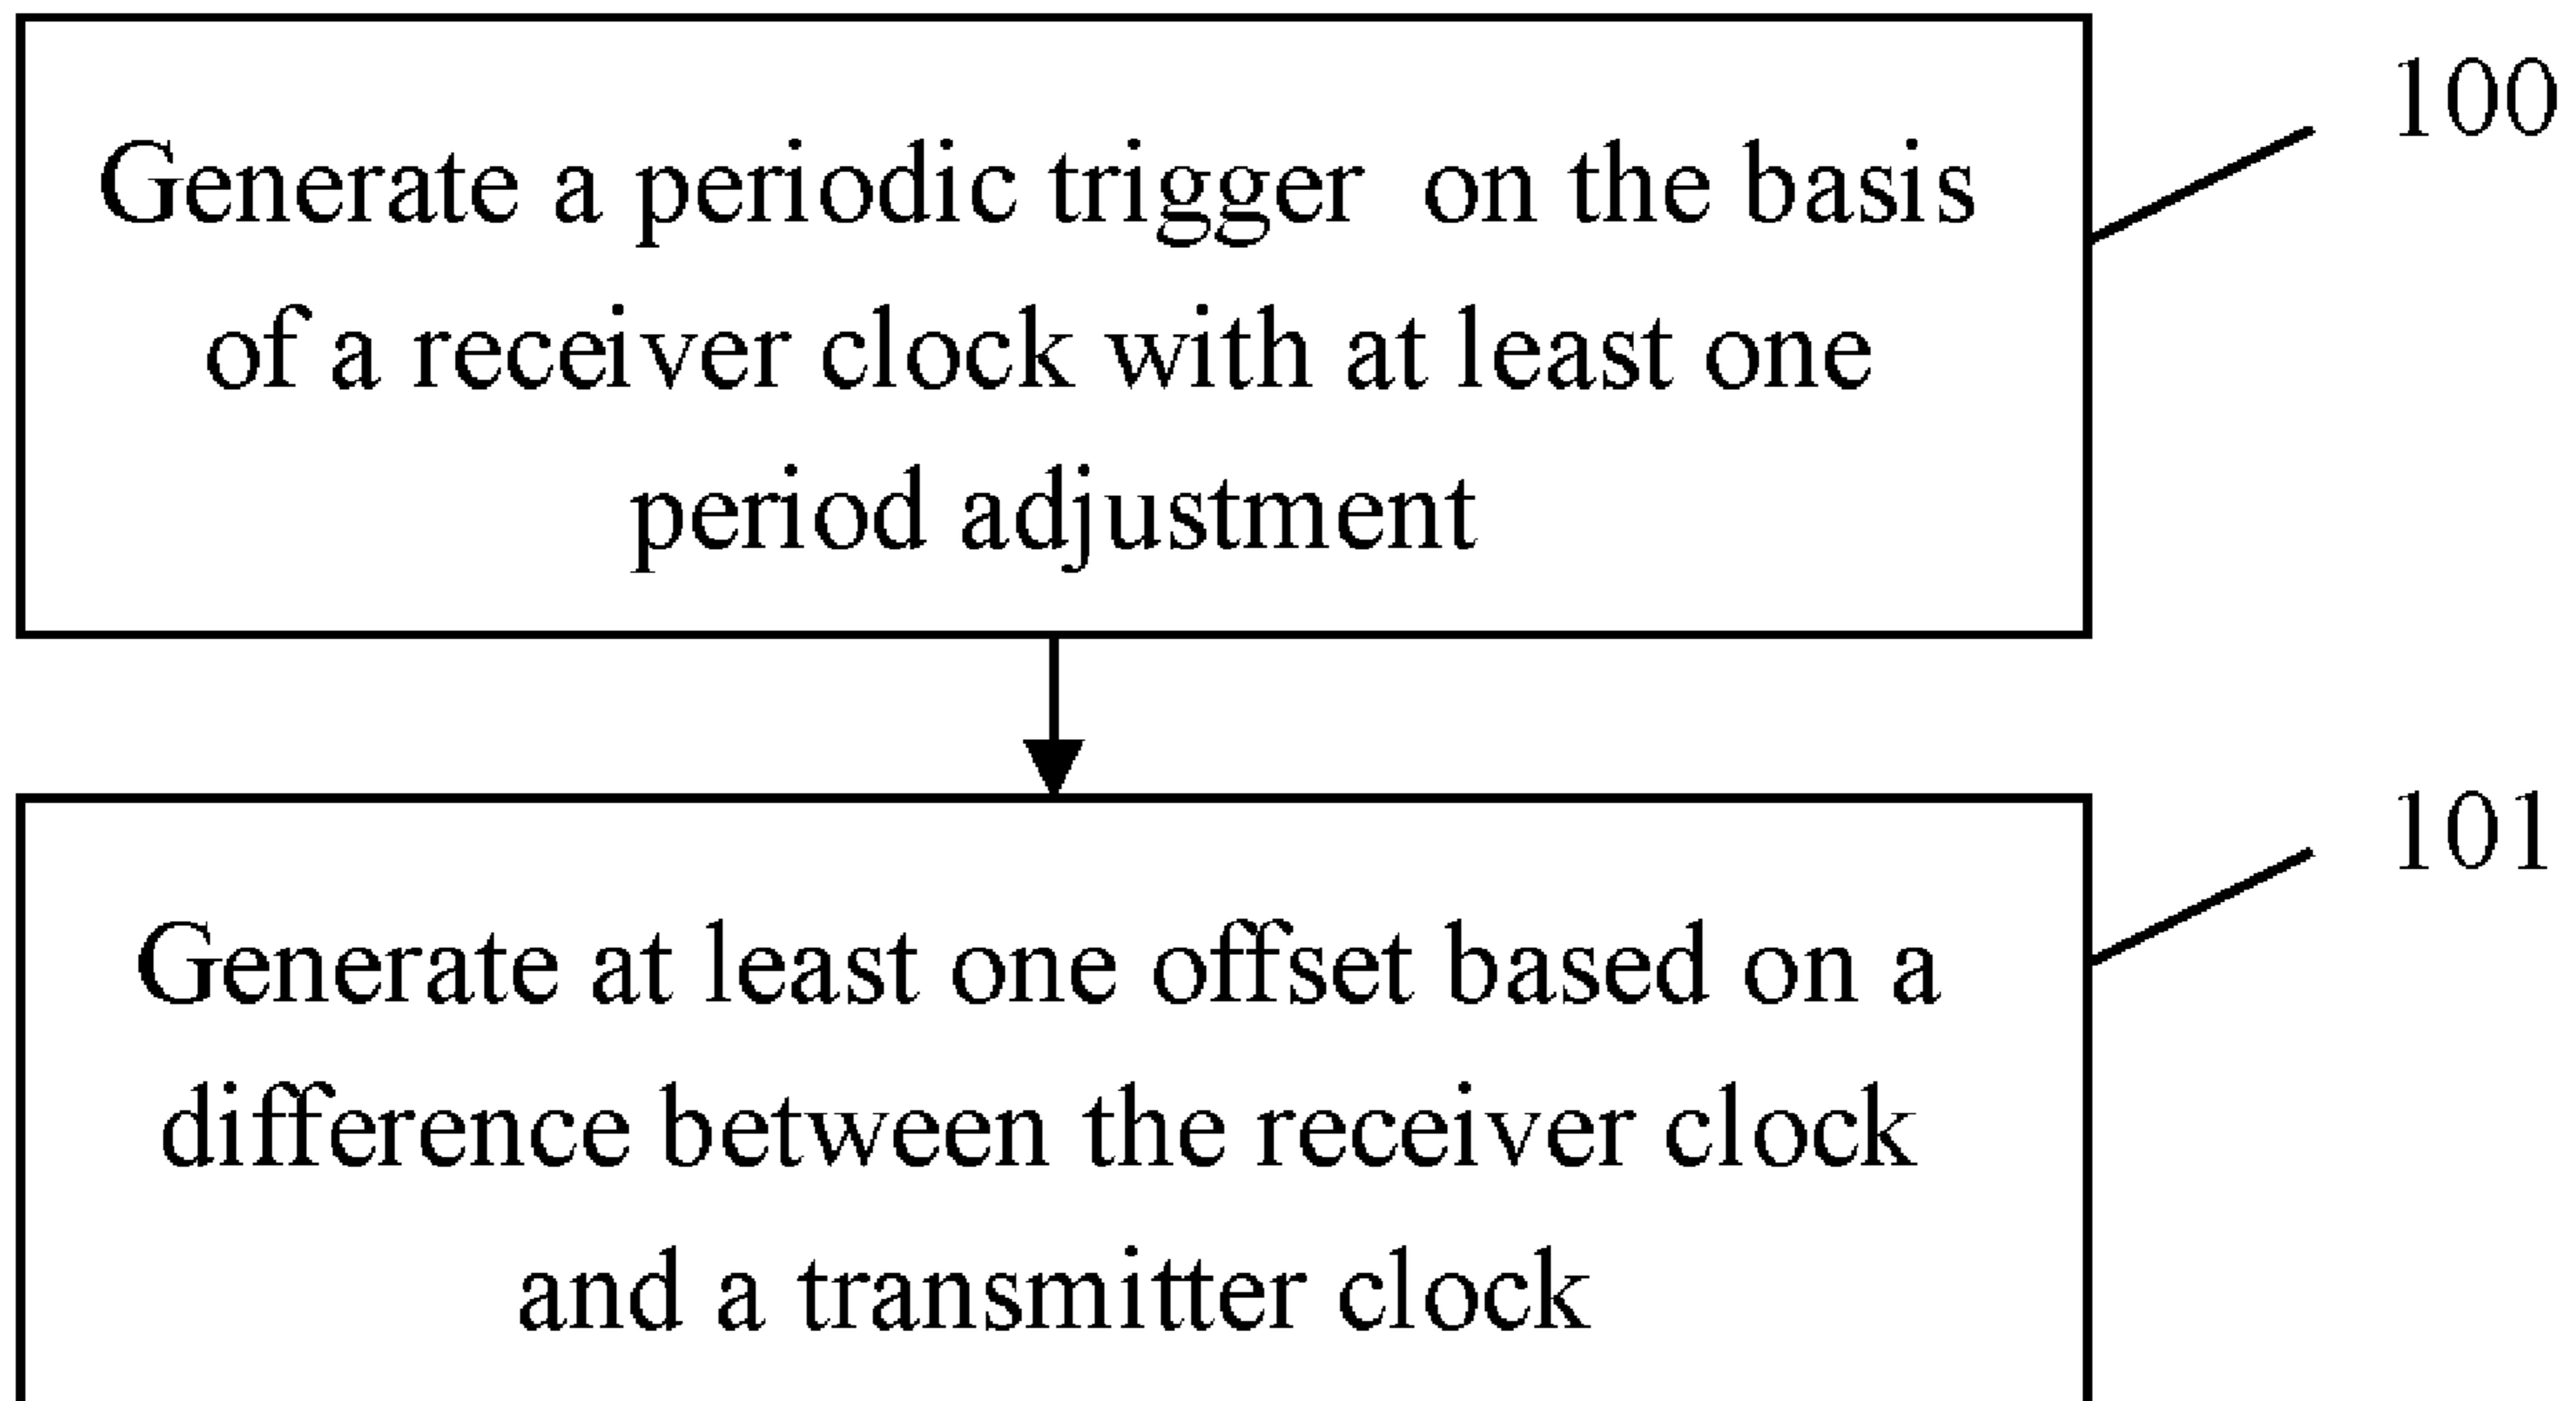 100
Generate a periodic trigger on the basis
of a receiver clock with at least one
period adjustment
101
Generate at least one offset based on a
difference between the receiver clock
and a transmitter clock